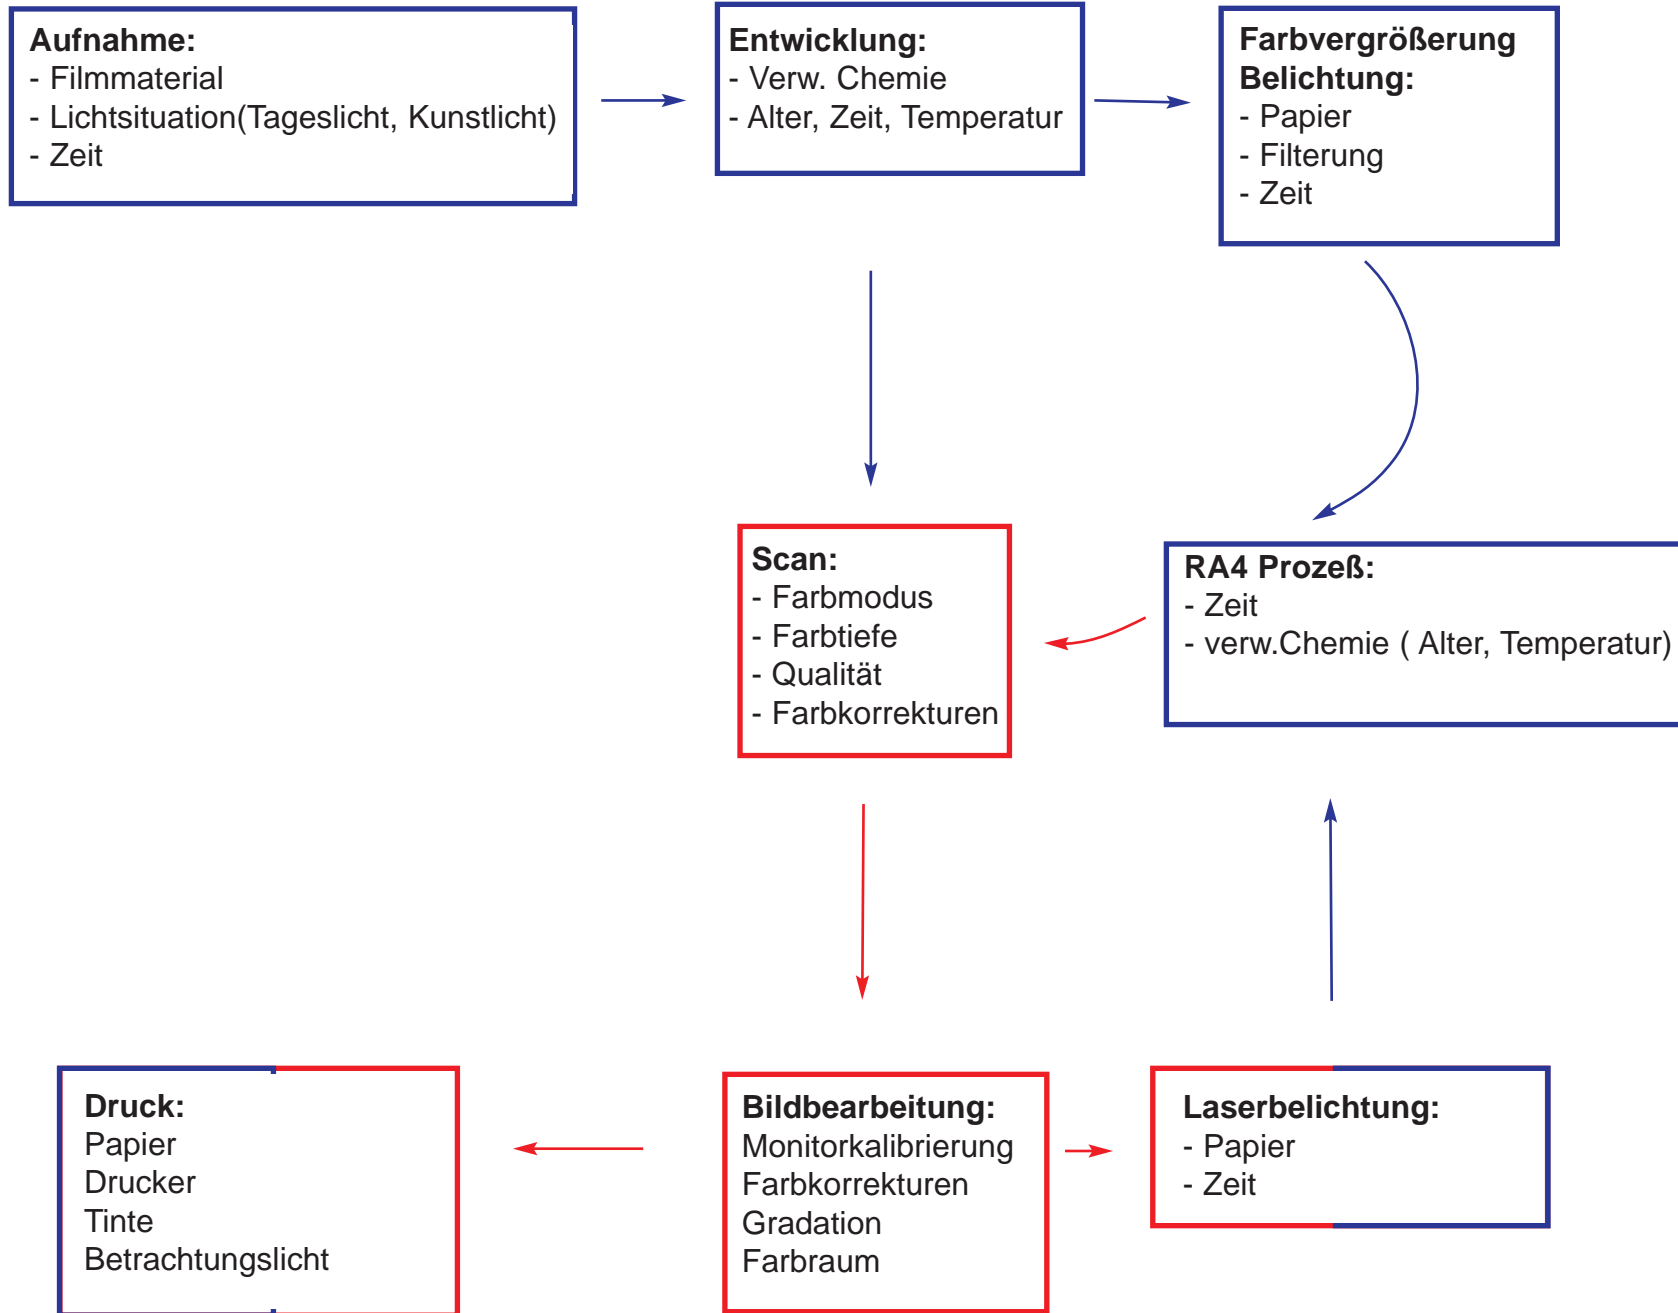 Aufnahme:
- Filmmaterial
- Lichtsituation(Tageslicht, Kunstlicht)
- Zeit
Entwicklung:
- Verw. Chemie
- Alter, Zeit, Temperatur
Farbvergrößerung
Belichtung:
- Papier
- Filterung
- Zeit
Scan:
- Farbmodus
- Farbtiefe
- Qualität
- Farbkorrekturen
RA4 Prozeß:
- Zeit
- verw.Chemie ( Alter, Temperatur)
Druck:
Papier
Drucker
Tinte
Betrachtungslicht
Bildbearbeitung:
Monitorkalibrierung
Farbkorrekturen
Gradation
Farbraum
Laserbelichtung:
- Papier
- Zeit